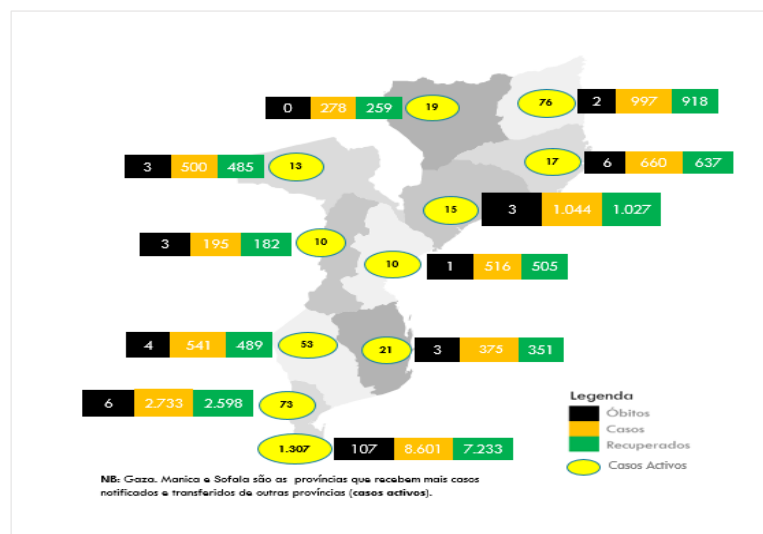 0 278 259 19 76 2 997 918
3 500 485 13 17 6 660 637
15 3 1.044 1.027
3 195 182 10
10 1 516 505
4 541 489 53 21 3 375 351
6 2.733 2.598 73
1.307 107 8.601 7.233
Legenda
Óbitos
Casos
Recuperados
Casos Activos
NB: Gaza, Manica e Sofala são as províncias que recebem mais casos
notificados e transferidos de outras províncias (casos activos).